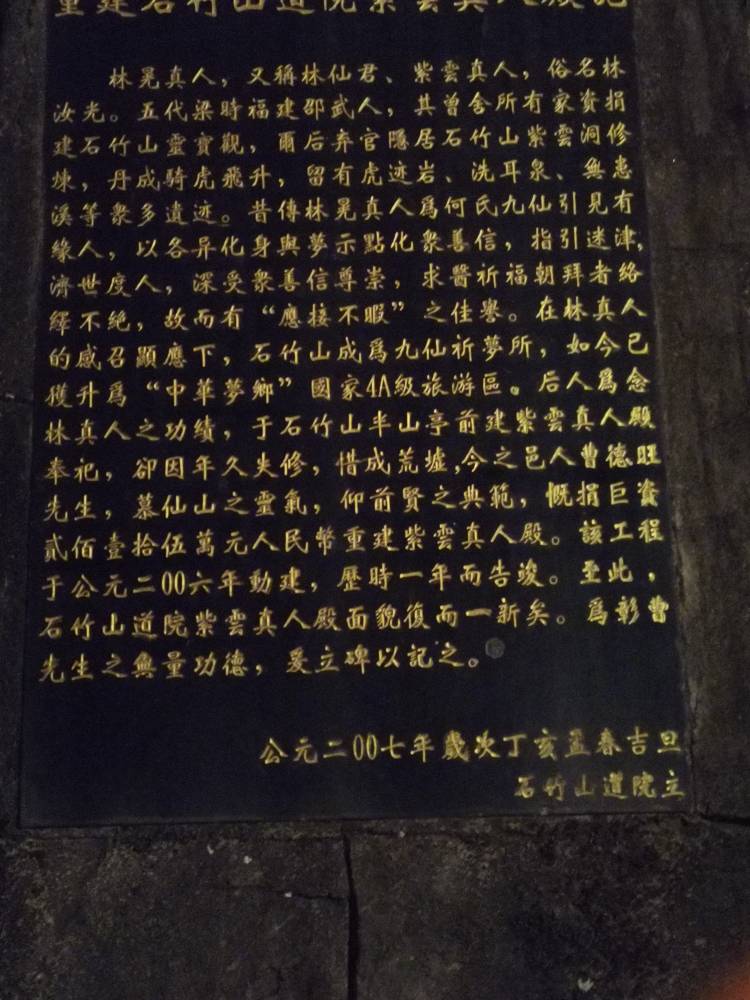 重建石竹山道院紫雲真人殿記
林晃真人，又稱林仙君、紫雲真人，俗名林
汝光。五代梁時福建邵武人，其曾舍所有家資捐
建石竹山靈寶觀，爾后弃官隱居石竹山紫雲洞修
煉，丹成騎虎飛升，留有虎迹岩、洗耳泉、無患
溪等衆多遺迹。昔傳林晃真人爲何氏九仙引見有
緣人，以各异化身與夢示點化衆善信，指引迷津，
濟世度人，深受衆善信尊崇，求醫祈福朝拜者絡
繹不絶，故而有“應接不暇”之佳譽。在林真人
的感召顯應下，石竹山成爲九仙祈夢所，如今已
獲升爲“中華夢鄉”國家4A級旅游區。后人爲念
林真人之功績，于石竹山半山亭前建紫雲真人殿
奉祀，卻因年久失修，惜成荒墟，今之邑人曹德旺
先生，慕仙山之靈氣，仰前賢之典範，慨捐巨資
貳佰壹拾伍萬元人民幣重建紫雲真人殿。該工程
于公元二00六年動建，歷時一年而告竣。至此，
石竹山道院紫雲真人殿面貌復而一新矣。爲彰曹
先生之無量功德，爰立碑以記之。
公元二00七年歲次丁亥孟春吉旦
石竹山道院立